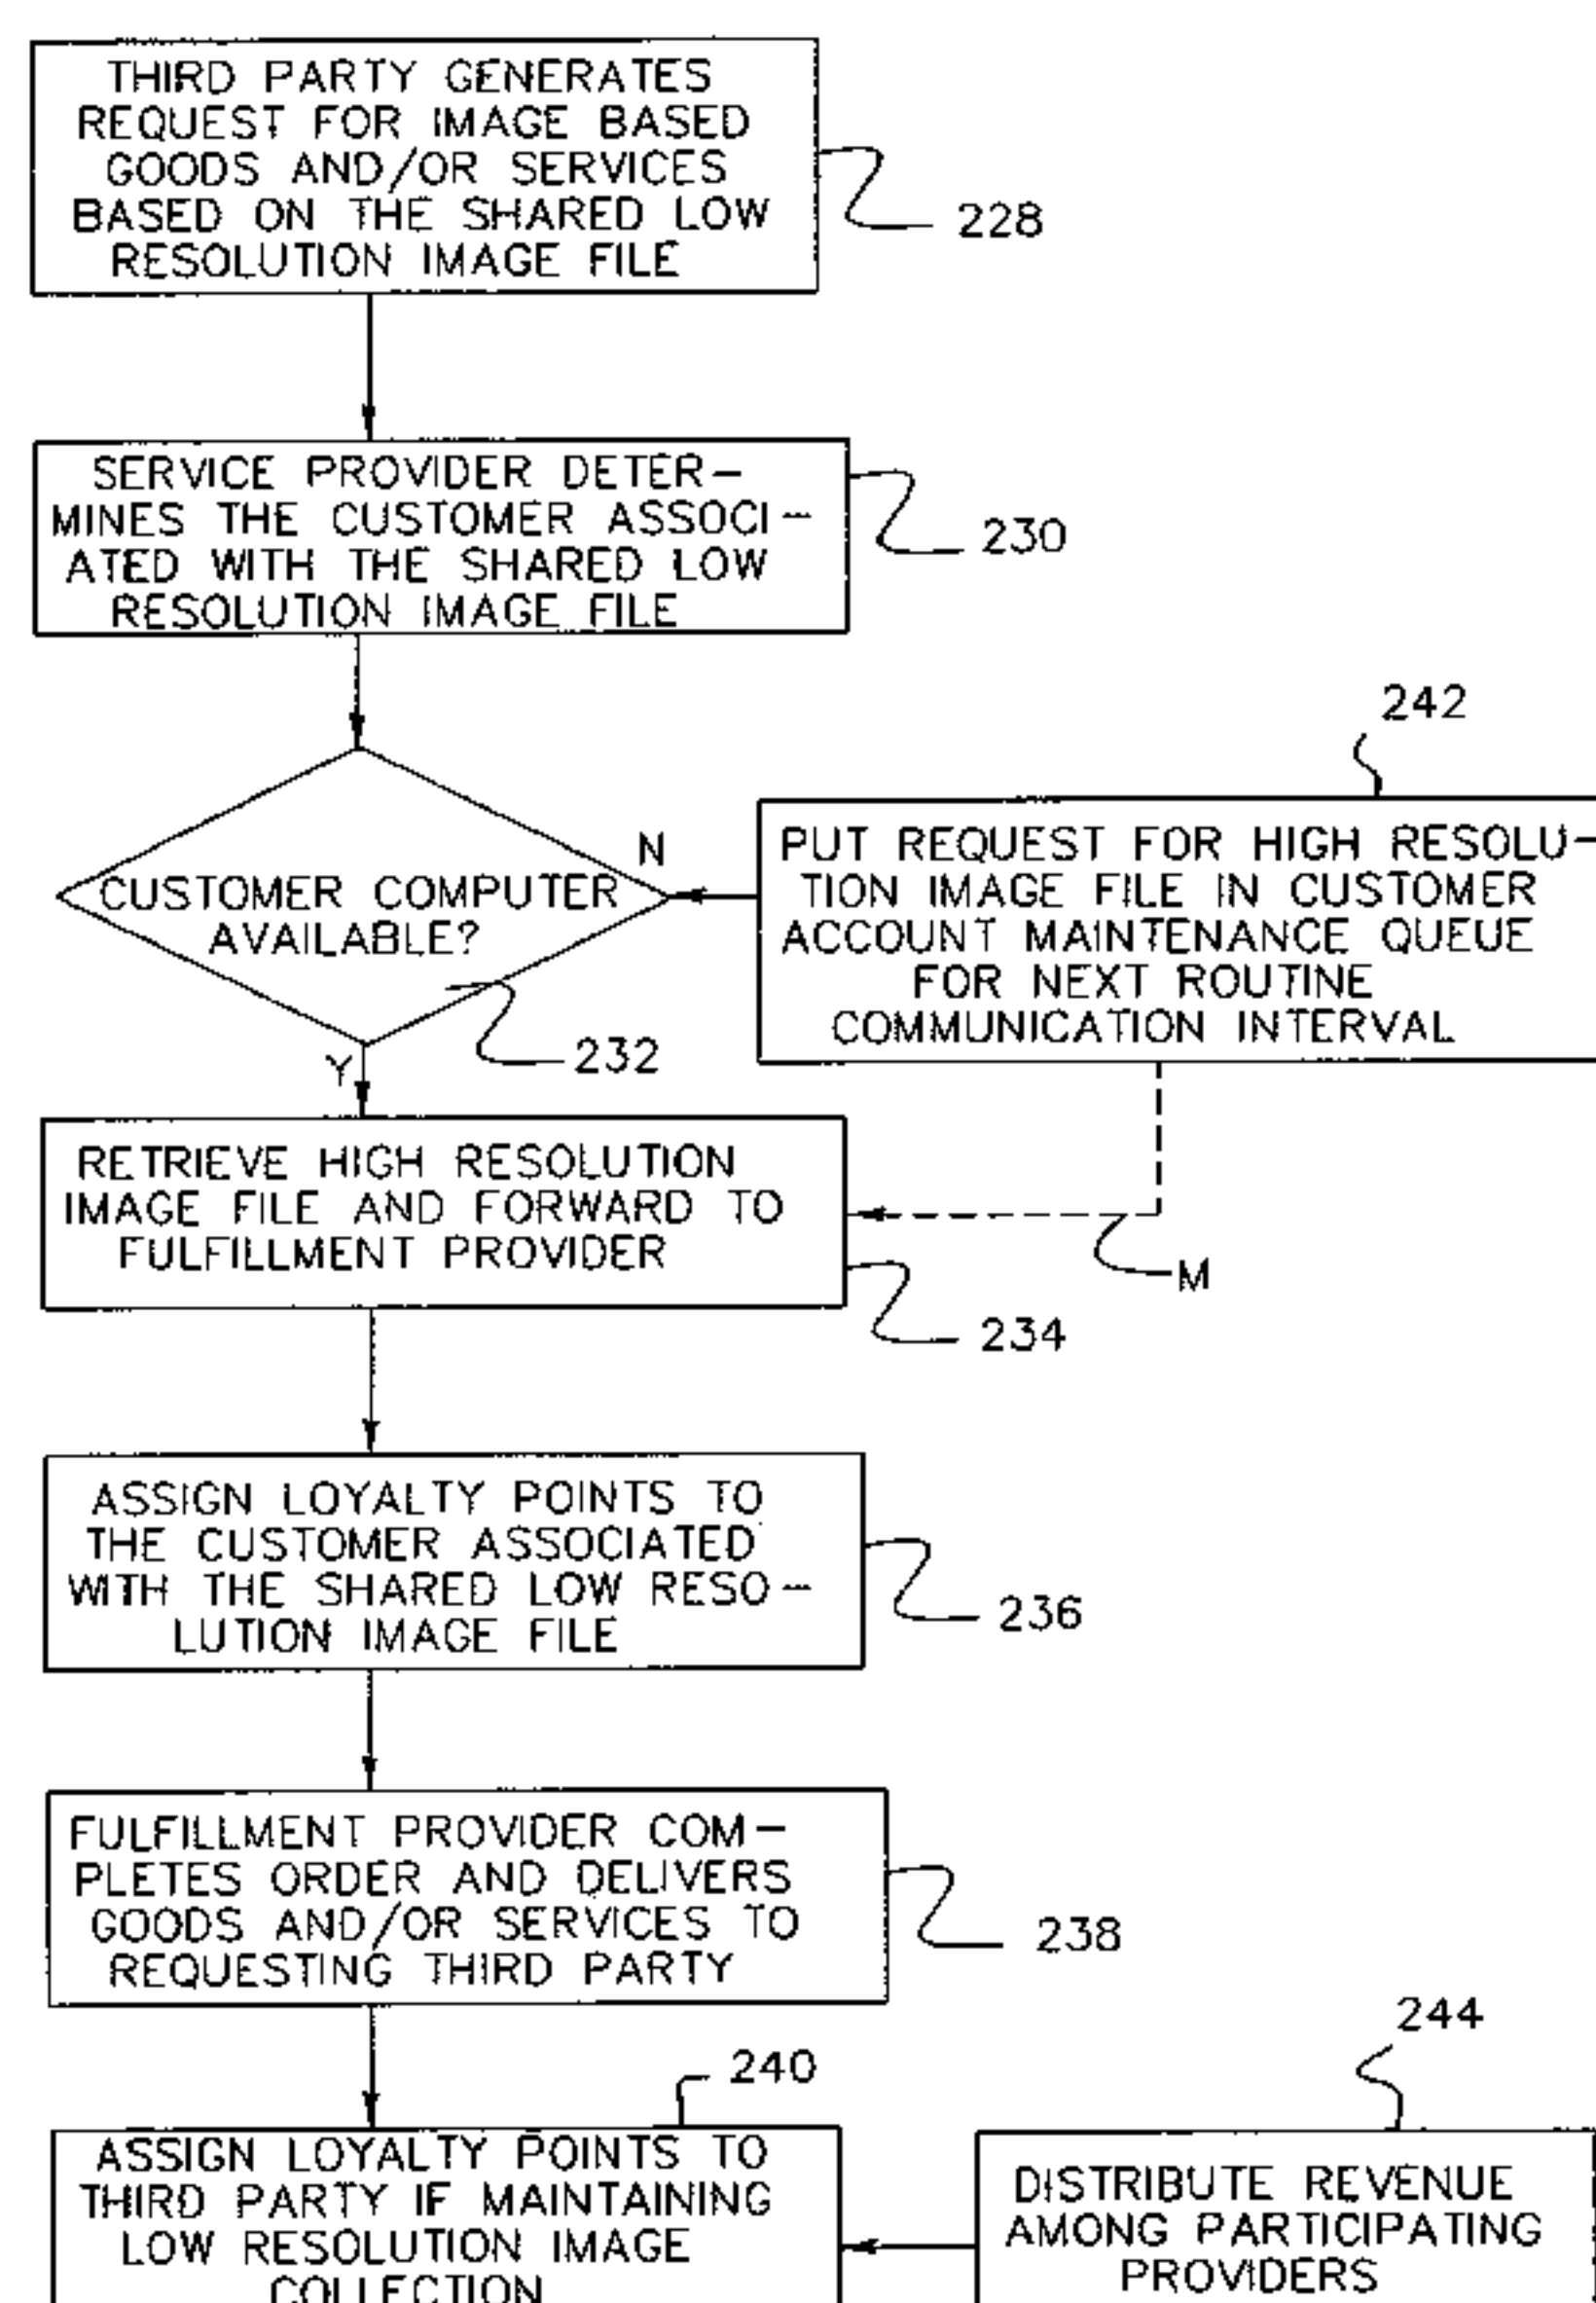 THIRD PARTY GENERATES
REQUEST FOR IMAGE BASED
GOODS AND/OR SERVICES
BASED ON THE SHARED LOW
RESOLUTION IMAGE FILE
228
SERVICE PROVIDER DETER-
MINES THE CUSTOMER ASSOCI-
ATED WITH THE SHARED LOW
RESOLUTION IMAGE FILE
230
242
N
CUSTOMER COMPUTER
AVAILABLE?
232
Y
PUT REQUEST FOR HIGH RESOLU-
TION IMAGE FILE IN CUSTOMER
ACCOUNT MAINTENANCE QUEUE
FOR NEXT ROUTINE
COMMUNICATION INTERVAL
RETRIEVE HIGH RESOLUTION
IMAGE FILE AND FORWARD TO
FULFILLMENT PROVIDER
M
234
ASSIGN LOYALTY POINTS TO
THE CUSTOMER ASSOCIATED
WITH THE SHARED LOW RESO-
LUTION IMAGE FILE
236
FULFILLMENT PROVIDER COM-
PLETES ORDER AND DELIVERS
GOODS AND/OR SERVICES TO
REQUESTING THIRD PARTY
238
244
240
ASSIGN LOYALTY POINTS TO
THIRD PARTY IF MAINTAINING
LOW RESOLUTION IMAGE
COLLECTION
DISTRIBUTE REVENUE
AMONG PARTICIPATING
PROVIDERS